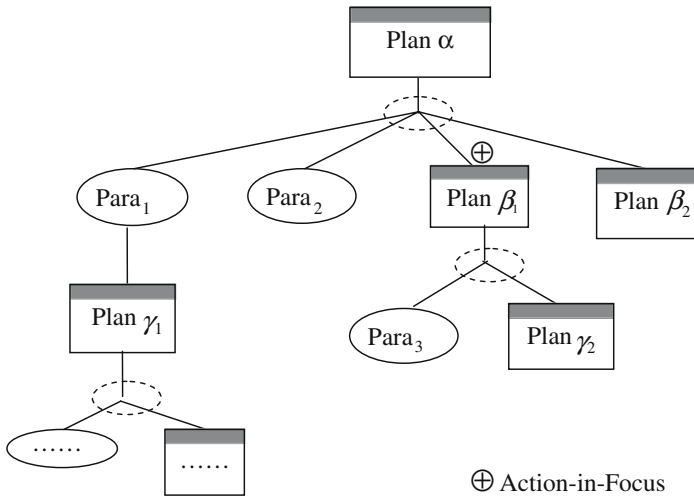 Plan α
Para₁
Para₂
Plan β₁
Plan β₂
Plan γ₁
Para₃
Plan γ₂
......
......
⊕ Action-in-Focus